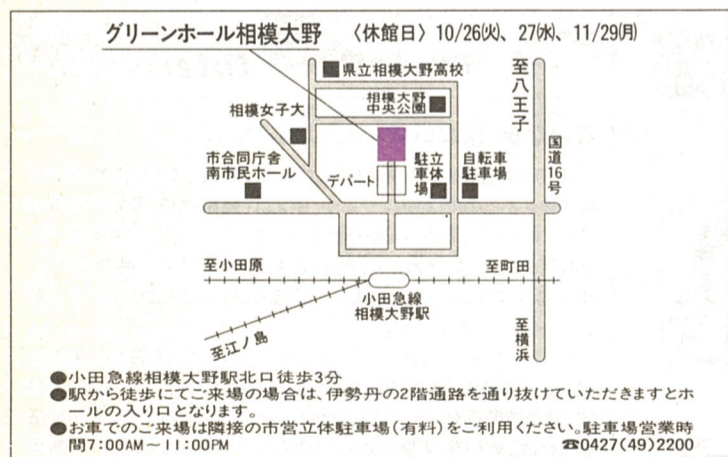 グリーンホール相模大野 〈休館日〉10/26㈫、27㈬、11/29㈪
県立相模大野高校
至八王子
相模女子大
相模大野
中央公園
国道16号
市合同庁舎
南市民ホール
デパート
駐車場
立体
自転車
駐車場
至小田原
至町田
小田急線
相模大野駅
至江ノ島
至横浜
●小田急線相模大野駅北口徒歩3分
●駅から徒歩にてご来場の場合は、伊勢丹の2階通路を通り抜けていただきますとホ
ールの入り口となります。
●お車でのご来場は隣接の市営立体駐車場(有料)をご利用ください。駐車場営業時
間7:00AM～11:00PM ☎0427(49)2200